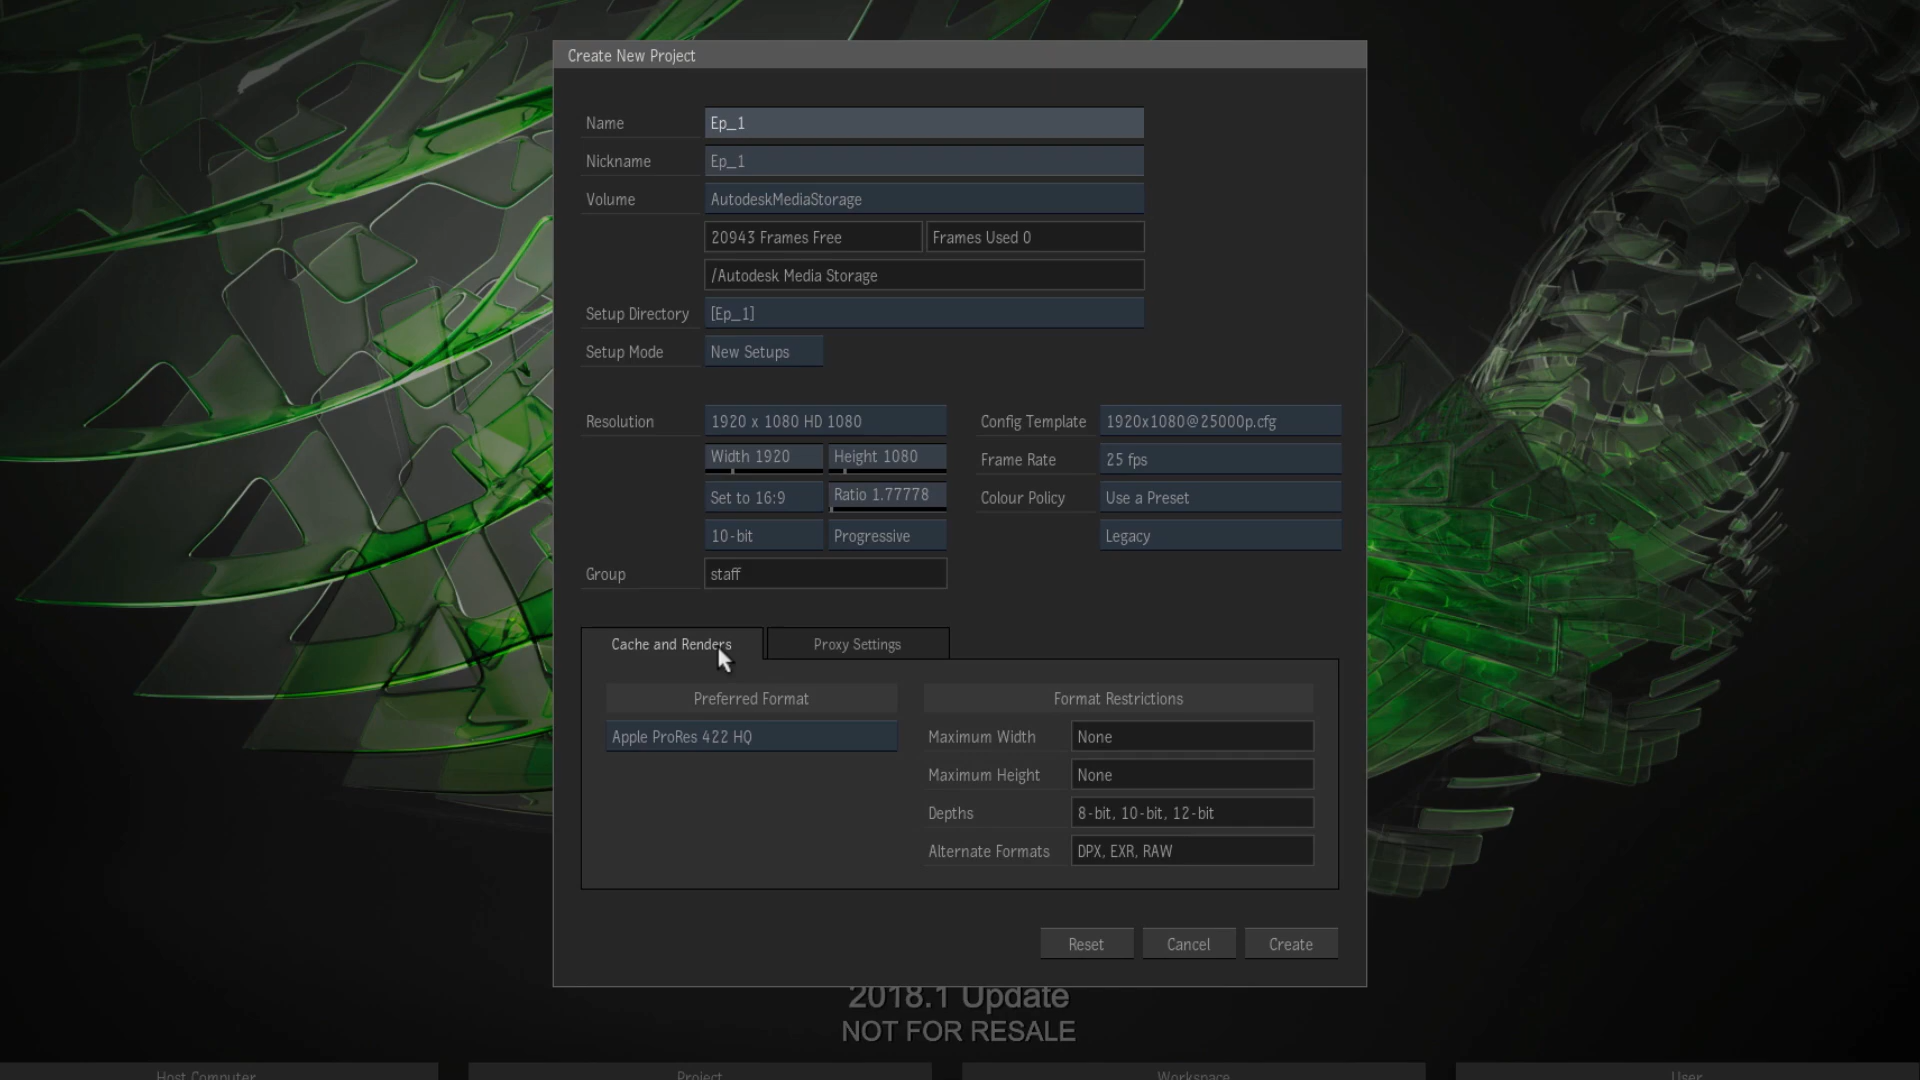 Create New Project
Name Ep_1
Nickname Ep_1
Volume AutodeskMediaStorage
20943 Frames Free Frames Used 0
/Autodesk Media Storage
Setup Directory [Ep_1]
Setup Mode New Setups
Resolution 1920 x 1080 HD 1080 Config Template 1920x1080@25000p.cfg
Width 1920 Height 1080 Frame Rate 25 fps
Set to 16:9 Ratio 1.77778 Colour Policy Use a Preset
10-bit Progressive Legacy
Group staff
Cache and Renders Proxy Settings
Preferred Format Format Restrictions
Apple ProRes 422 HQ Maximum Width None
Maximum Height None
Depths 8-bit, 10-bit, 12-bit
Alternate Formats DPX, EXR, RAW
Reset Cancel Create
2018.1 Update
NOT FOR RESALE
Host Computer Project Workspace User